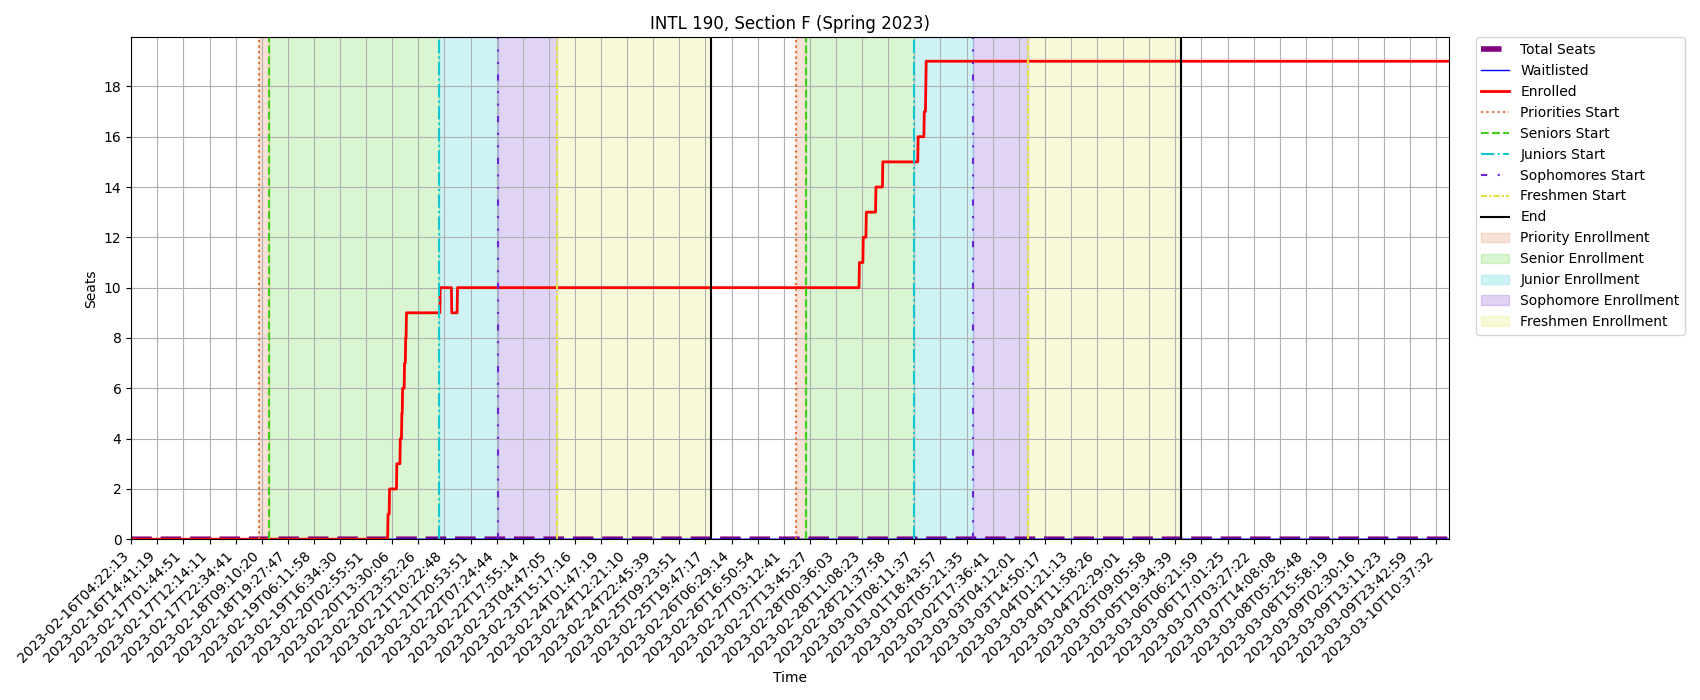 INTL 190, Section F (Spring 2023)
Seats
18
16
14
12
10
8
6
4
2
0
2023-02-16T04:22:13
2023-02-16T14:41:19
2023-02-17T01:44:51
2023-02-17T12:14:11
2023-02-17T22:34:41
2023-02-18T09:10:20
2023-02-18T19:27:47
2023-02-19T06:11:58
2023-02-19T16:34:30
2023-02-20T02:55:51
2023-02-20T13:30:06
2023-02-20T23:52:26
2023-02-21T10:22:48
2023-02-21T20:53:51
2023-02-22T07:24:44
2023-02-22T17:55:14
2023-02-23T04:47:05
2023-02-23T15:17:16
2023-02-24T01:47:19
2023-02-24T12:21:10
2023-02-24T22:45:39
2023-02-25T09:23:51
2023-02-25T19:47:17
2023-02-26T06:29:14
2023-02-26T16:50:54
2023-02-27T03:12:41
2023-02-27T13:45:27
2023-02-28T00:36:03
2023-02-28T11:08:23
2023-02-28T21:37:58
2023-03-01T08:11:37
2023-03-01T18:43:57
2023-03-02T05:21:35
2023-03-02T17:36:41
2023-03-03T04:12:01
2023-03-03T14:50:17
2023-03-04T01:21:13
2023-03-04T11:58:26
2023-03-04T22:29:01
2023-03-05T09:05:58
2023-03-05T19:34:39
2023-03-06T06:21:59
2023-03-06T17:01:25
2023-03-07T03:27:22
2023-03-07T14:08:08
2023-03-08T05:25:48
2023-03-08T15:58:19
2023-03-09T02:30:16
2023-03-09T13:11:23
2023-03-09T23:42:59
2023-03-10T10:37:32
Time
Total Seats
Waitlisted
Enrolled
Priorities Start
Seniors Start
Juniors Start
Sophomores Start
Freshmen Start
End
Priority Enrollment
Senior Enrollment
Junior Enrollment
Sophomore Enrollment
Freshmen Enrollment